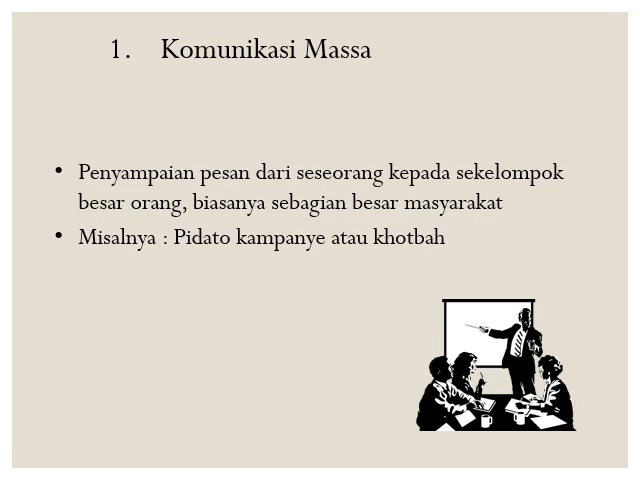 1. Komunikasi Massa
• Penyampaian pesan dari seseorang kepada sekelompok
besar orang, biasanya sebagian besar masyarakat
• Misalnya : Pidato kampanye atau khotbah